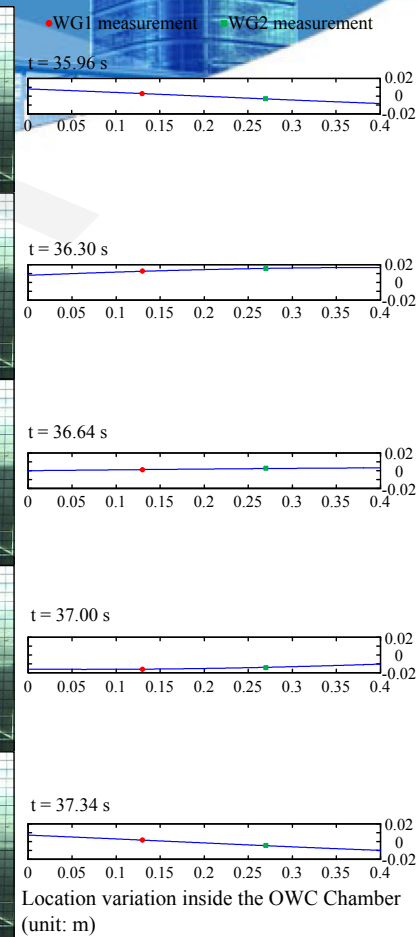 WG1 measurement WG2 measurement
t = 35.96 s
0.02
0
-0.02
0 0.05 0.1 0.15 0.2 0.25 0.3 0.35 0.4
t = 36.30 s
0.02
0
-0.02
0 0.05 0.1 0.15 0.2 0.25 0.3 0.35 0.4
t = 36.64 s
0.02
0
-0.02
0 0.05 0.1 0.15 0.2 0.25 0.3 0.35 0.4
t = 37.00 s
0.02
0
-0.02
0 0.05 0.1 0.15 0.2 0.25 0.3 0.35 0.4
t = 37.34 s
0.02
0
-0.02
0 0.05 0.1 0.15 0.2 0.25 0.3 0.35 0.4
Location variation inside the OWC Chamber
(unit: m)